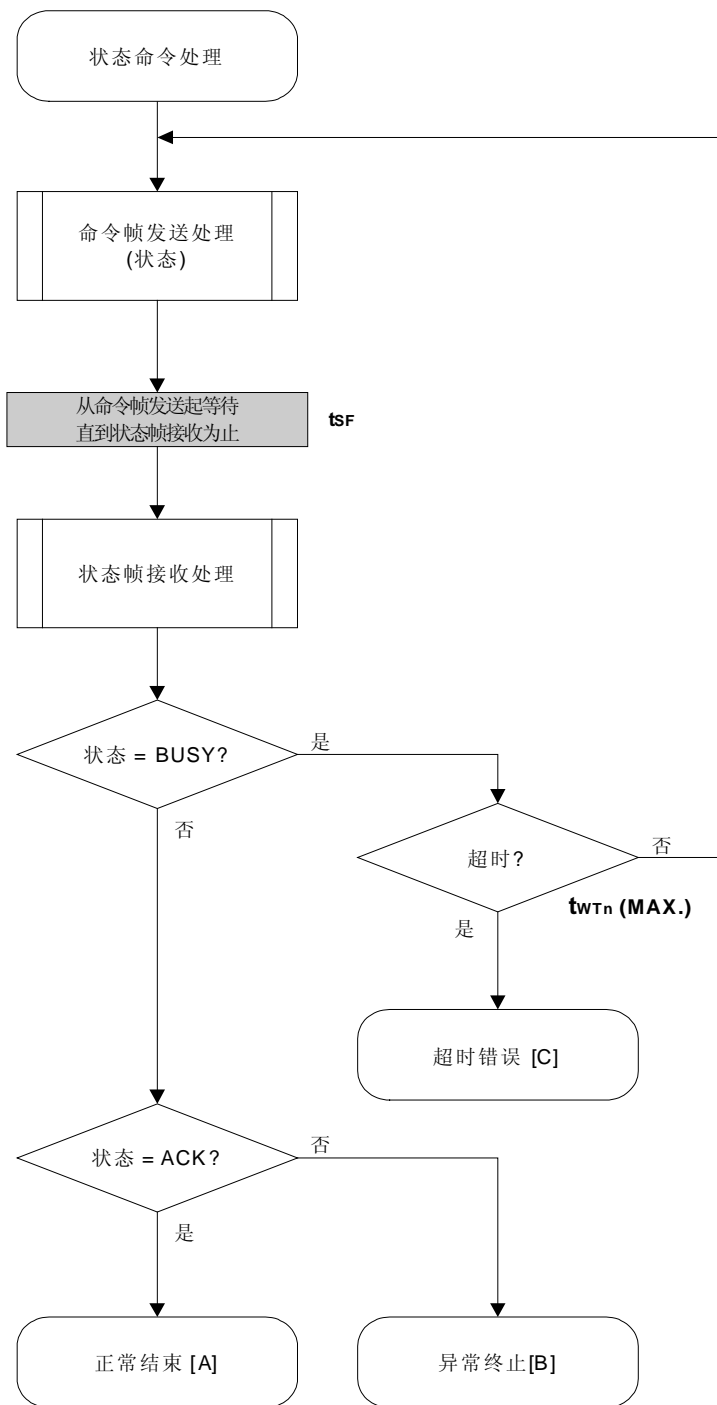 状态命令处理
命令帧发送处理
(状态)
从命令帧发送起等待
直到状态帧接收为止
tSF
状态帧接收处理
状态 = BUSY?
是
否
超时?
否
tWTn (MAX.)
是
超时错误 [C]
状态 = ACK?
否
是
正常结束 [A]
异常终止[B]